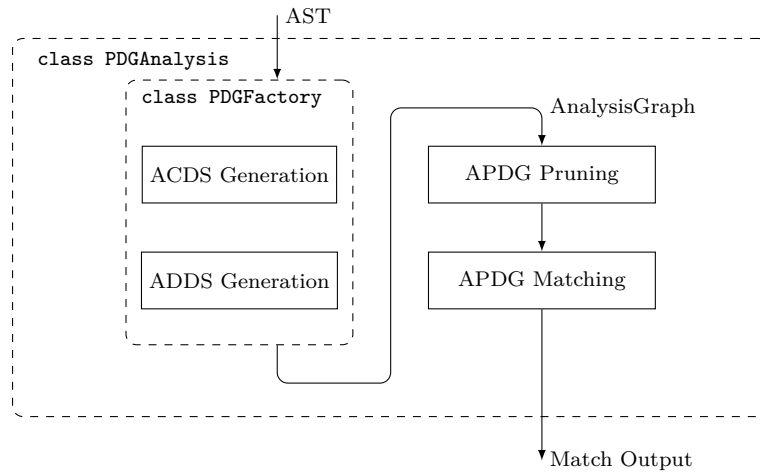 AST
class PDGAnalysis
class PDGFactory
AnalysisGraph
ACDS Generation
APDG Pruning
ADDS Generation
APDG Matching
Match Output